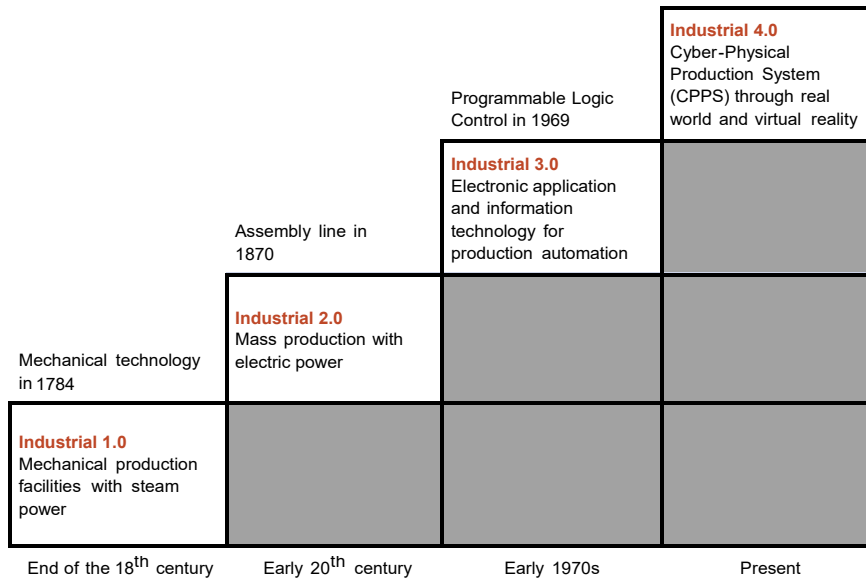 Industrial 4.0
Cyber-Physical
Production System
(CPPS) through real
world and virtual reality
Programmable Logic
Control in 1969
Industrial 3.0
Electronic application
and information
technology for
production automation
Assembly line in
1870
Industrial 2.0
Mass production with
electric power
Mechanical technology
in 1784
Industrial 1.0
Mechanical production
facilities with steam
power
End of the 18th century
Early 20th century
Early 1970s
Present